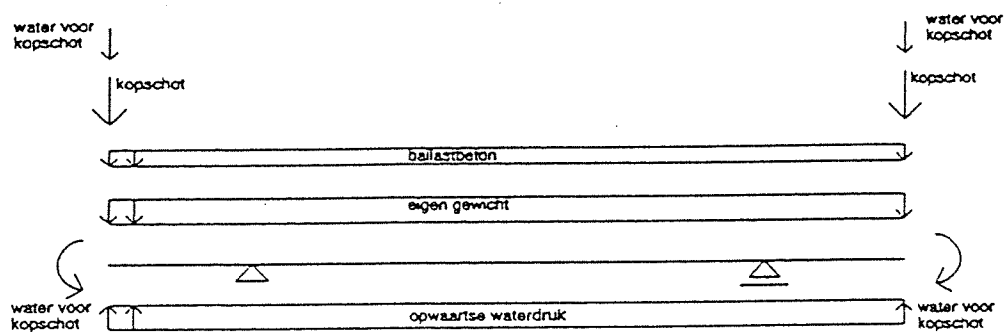 water voor
kopschot
water voor
kopschot
kopschot
kopschot
ballastbeton
eigen gewicht
water voor
kopschot
opwaartse waterdruk
water voor
kopschot